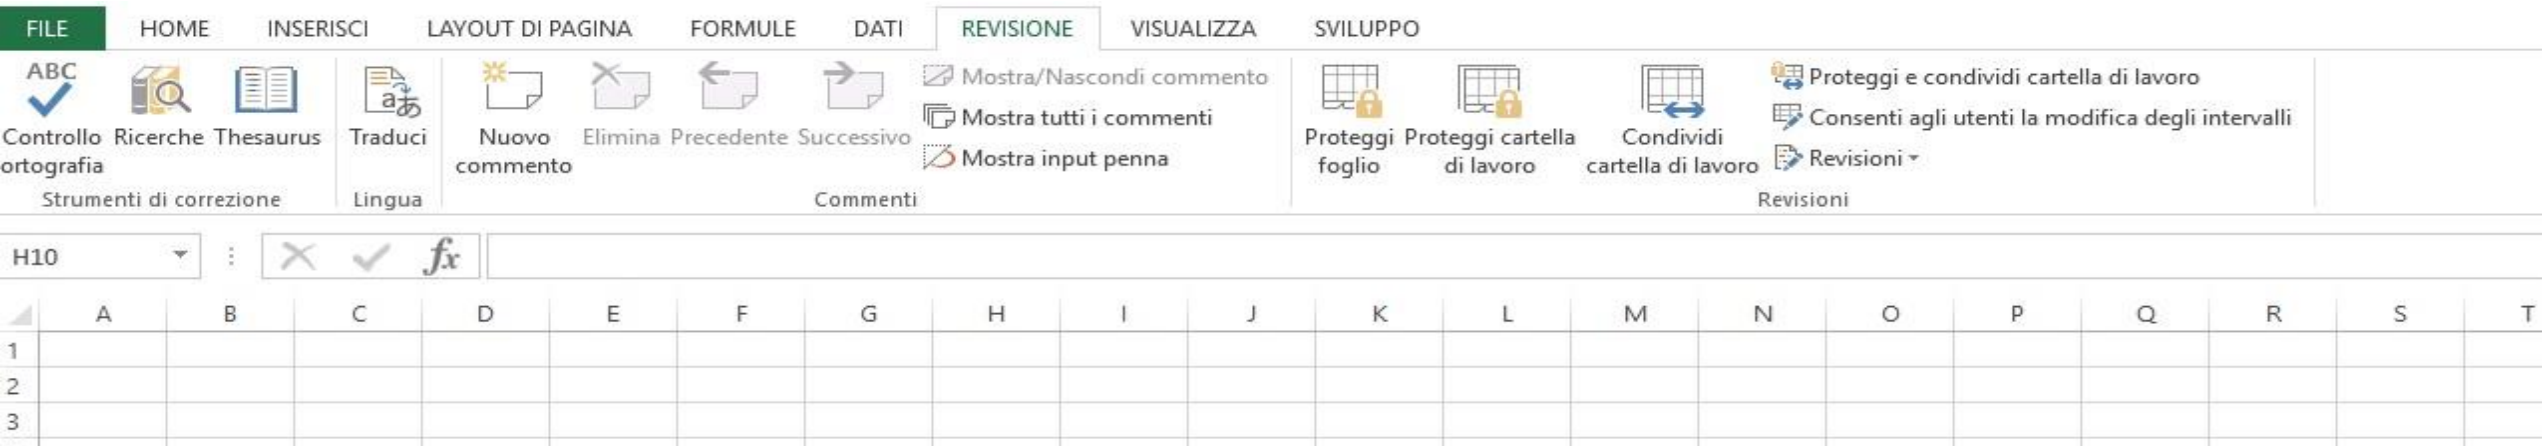 FILE HOME INSERISCI LAYOUT DI PAGINA FORMULE DATI REVISIONE VISUALIZZA SVILUPPO
ABC
Controllo ortografia
Ricerche
Thesaurus
Strumenti di correzione
aあ
Traduci
Lingua
Nuovo
commento
Elimina
Precedente
Successivo
Mostra/Nascondi commento
Mostra tutti i commenti
Mostra input penna
Commenti
Proteggi
foglio
Proteggi cartella
di lavoro
Condividi
cartella di lavoro
Proteggi e condividi cartella di lavoro
Consenti agli utenti la modifica degli intervalli
Revisioni
Revisioni
H10
fx
A B C D E F G H I J K L M N O P Q R S T
1
2
3